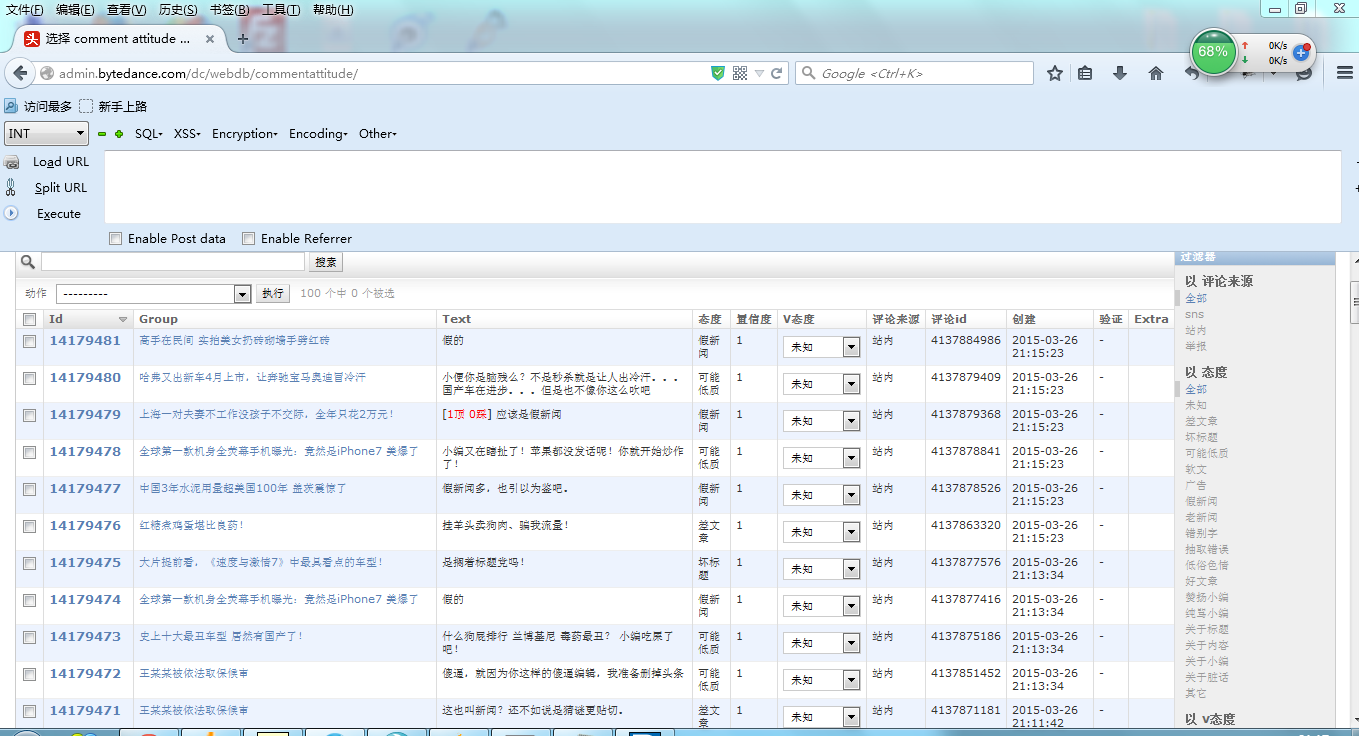 文件(F) 编辑(E) 查看(V) 历史(S) 书签(B) 工具(T) 帮助(H)
选择 comment attitude ...
68% 0K/s
0K/s
admin.bytedance.com/dc/webdb/commentattitude/
Google <Ctrl+K>
访问最多 新手上路
INT SQL XSS Encryption Encoding Other
Load URL
Split URL
Execute
Enable Post data Enable Referrer
搜索
动作 --------- 执行 100 个中 0 个被选
Id Group Text 态度 置信度 V态度 评论来源 评论id 创建 验证 Extra
14179481 高手在民间 实拍美女扔砖砌墙手劈红砖 假的 假新闻 1 未知 站内 4137884986 2015-03-26 21:15:23 -
14179480 哈弗又出新车4月上市，让奔驰宝马奥迪冒冷汗 小便你是脑残么？不是秒杀就是让人出冷汗...国产车在进步...但是也不像你这么吹吧 可能低质 1 未知 站内 4137879409 2015-03-26 21:15:23 -
14179479 上海一对夫妻不工作没孩子不交际，全年只花2万元！ [1顶 0踩] 应该是假新闻 假新闻 1 未知 站内 4137879368 2015-03-26 21:15:23 -
14179478 全球第一款机身全荧幕手机曝光：竟然是iPhone7 美爆了 小编又在瞎扯了！苹果都没发话呢！你就开始炒作了！ 可能低质 1 未知 站内 4137878841 2015-03-26 21:15:23 -
14179477 中国3年水泥用量超美国100年 盖茨震惊了 假新闻多，也引以为鉴吧。 假新闻 1 未知 站内 4137878526 2015-03-26 21:15:23 -
14179476 红糖煮鸡蛋堪比良药！ 挂羊头卖狗肉、骗我流量！ 差文章 1 未知 站内 4137863320 2015-03-26 21:15:23 -
14179475 大片提前看，《速度与激情7》中最具看点的车型！ 是搁着标题党吗！ 坏标题 1 未知 站内 4137877576 2015-03-26 21:13:34 -
14179474 全球第一款机身全荧幕手机曝光：竟然是iPhone7 美爆了 假的 假新闻 1 未知 站内 4137877416 2015-03-26 21:13:34 -
14179473 史上十大最丑车型 居然有国产了！ 什么狗屁排行 兰博基尼 毒药最丑？ 小编吃屎了吧！ 可能低质 1 未知 站内 4137875186 2015-03-26 21:13:34 -
14179472 王某某被依法取保候审 傻逼，就因为你这样的傻逼编辑，我准备删掉头条 可能低质 1 未知 站内 4137851452 2015-03-26 21:13:34 -
14179471 王某某被依法取保候审 这也叫新闻？还不如说是猜谜更贴切。 差文章 1 未知 站内 4137871181 2015-03-26 21:11:42 -
过滤器
以 评论来源
全部
sns
站内
举报
以 态度
全部
未知
差文章
坏标题
可能低质
软文
广告
假新闻
老新闻
错别字
抽取错误
低俗色情
好文章
赞扬小编
纯骂小编
关于标题
关于内容
关于小编
关于脏话
其它
以 v态度